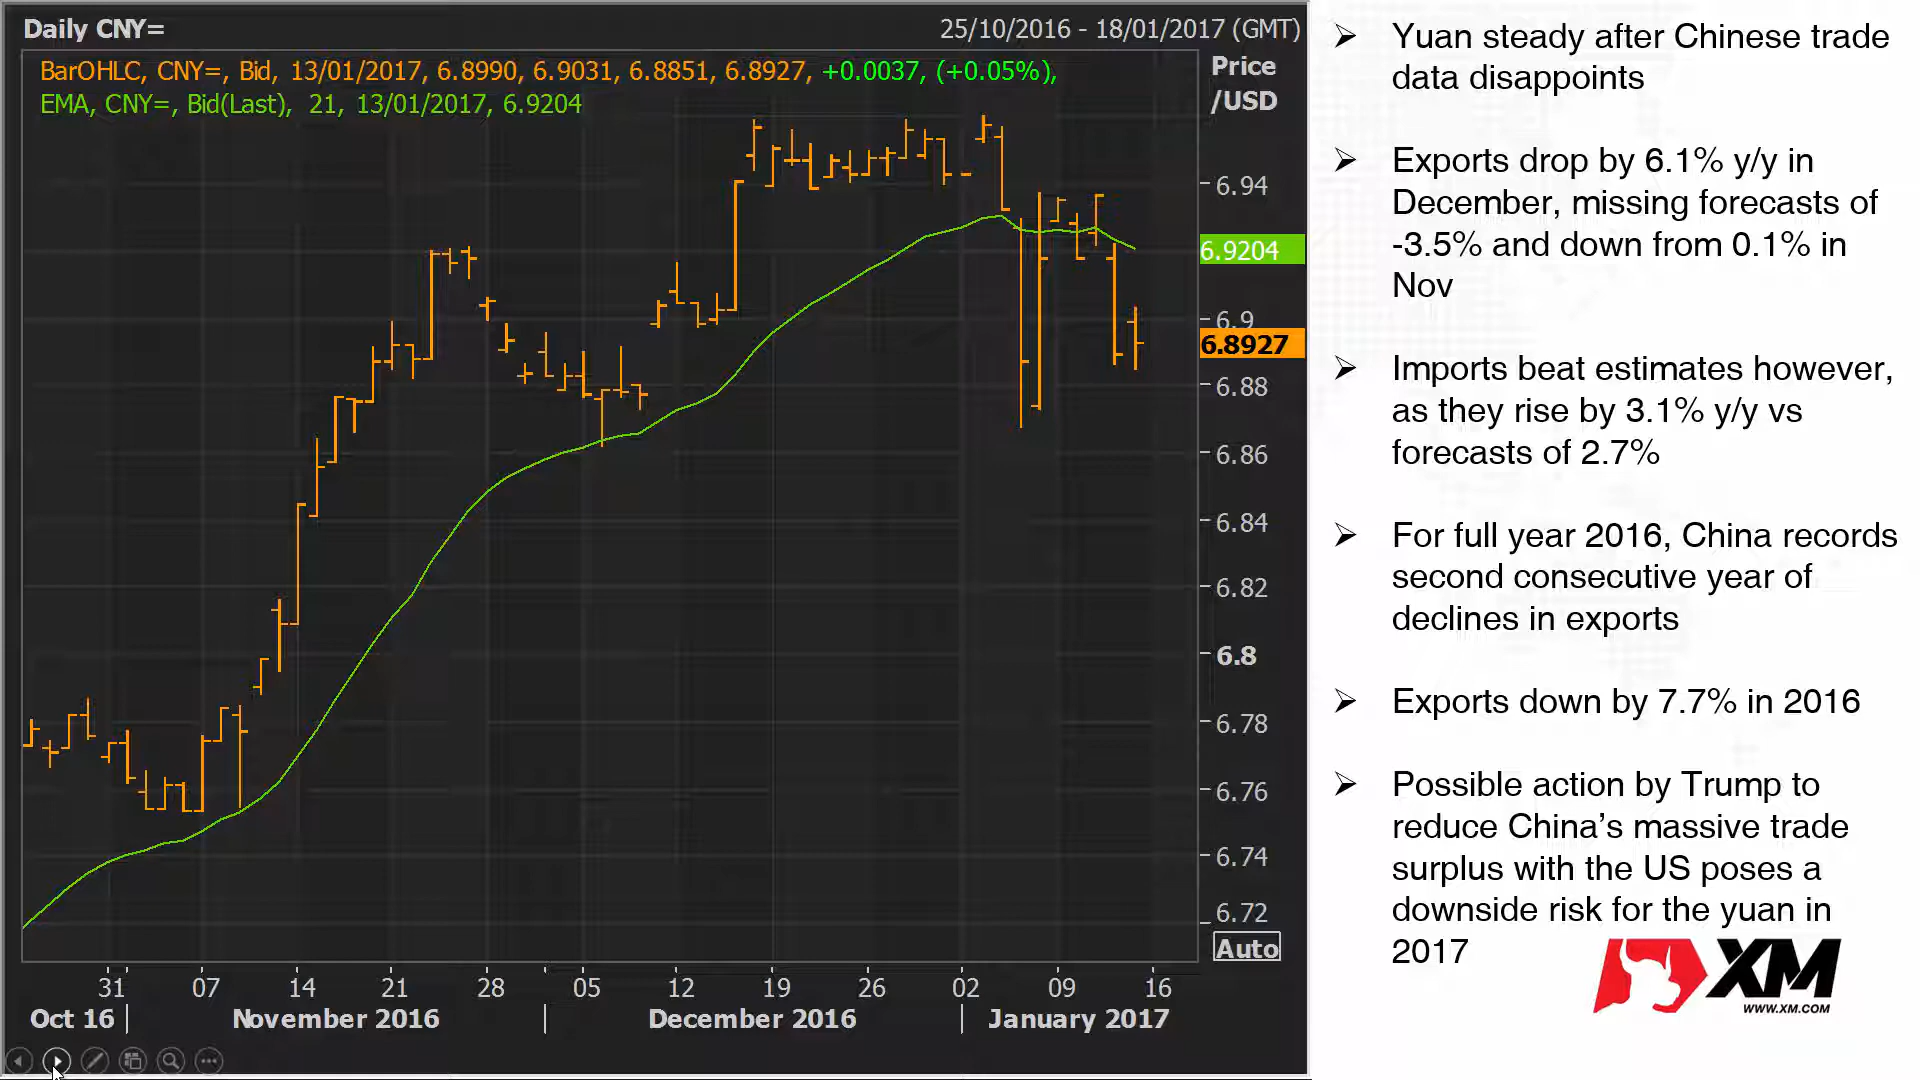 Daily CNY=
25/10/2016 - 18/01/2017 (GMT)
BarOHLC, CNY=, Bid, 13/01/2017, 6.8990, 6.9031, 6.8851, 6.8927, +0.0037, (+0.05%),
EMA, CNY=, Bid(Last), 21, 13/01/2017, 6.9204
Price
/USD
6.94
6.9204
6.9
6.8927
6.88
6.86
6.84
6.82
6.8
6.78
6.76
6.74
6.72
Auto
31 07 14 21 28 05 12 19 26 02 09 16
Oct 16 November 2016 December 2016 January 2017
Yuan steady after Chinese trade
data disappoints
Exports drop by 6.1% y/y in
December, missing forecasts of
-3.5% and down from 0.1% in
Nov
Imports beat estimates however,
as they rise by 3.1% y/y vs
forecasts of 2.7%
For full year 2016, China records
second consecutive year of
declines in exports
Exports down by 7.7% in 2016
Possible action by Trump to
reduce China’s massive trade
surplus with the US poses a
downside risk for the yuan in
2017
XM
WWW.XM.COM